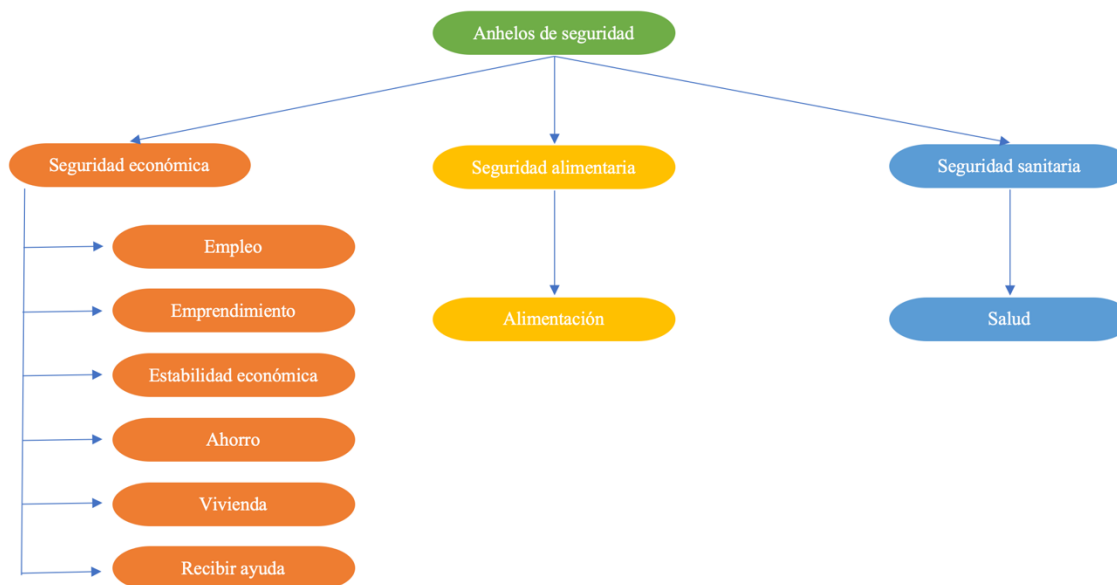 Anhelos de seguridad
Seguridad económica
Seguridad alimentaria
Seguridad sanitaria
Empleo
Emprendimiento
Alimentación
Salud
Estabilidad económica
Ahorro
Vivienda
Recibir ayuda